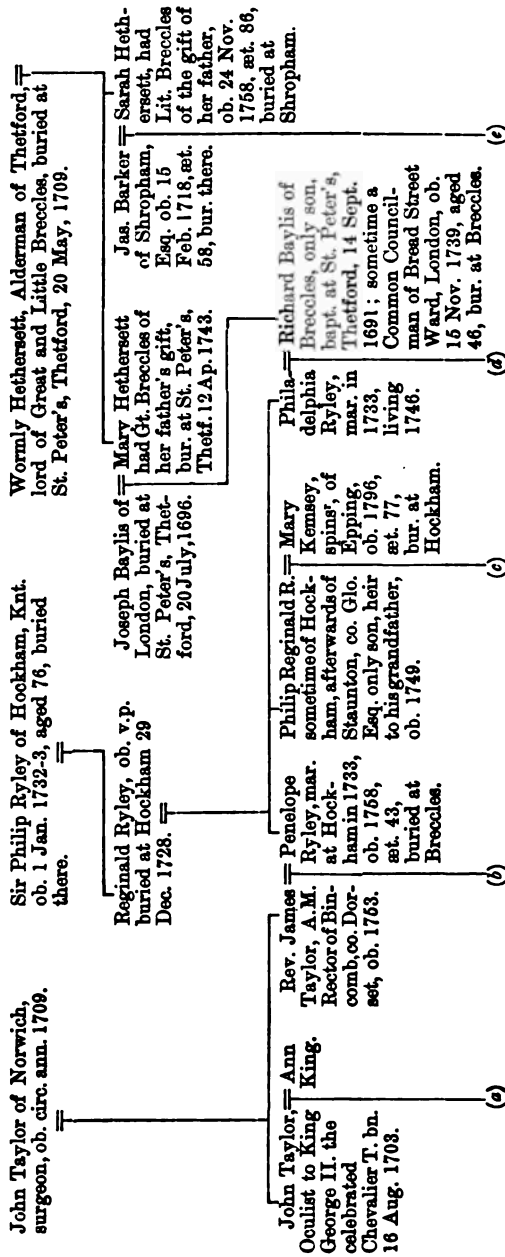 John Taylor of Norwich,
surgeon, ob. circ. ann. 1709.
Sir Philip Ryley of Hockham, Knt.
ob. 1 Jan. 1732-3, aged 76, buried
there.
Wormly Hethersett, Alderman of Thetford,
lord of Great and Little Breccles, buried at
St. Peter's, Thetford, 20 May, 1709.
Reginald Ryley, ob. v.p.
buried at Hockham 29
Dec. 1728.
Joseph Baylis of
London, buried at
St. Peter's, Thet-
ford, 20 July, 1696.
Mary Hethersett
had Gt. Breccles of
her father's gift,
bur. at St. Peter's,
Thetf. 12 Ap. 1743.
Jas. Barker
of Shropham,
Esq. ob. 15
Feb. 1718, æt.
58, bur. there.
Sarah Heth-
ersett, had
Lit. Breccles
of the gift of
her father,
ob. 24 Nov.
1758, æt. 86,
buried at
Shropham.
John Taylor,
Oculist to King
George II. the
celebrated
Chevalier T. bn.
16 Aug. 1703.
Ann
King.
Rev. James
Taylor, A.M.
Rector of Bin-
comb, co. Dor-
set, ob. 1753.
Penelope
Ryley, mar.
at Hock-
ham in 1733,
ob. 1758,
æt. 43,
buried at
Breccles.
Philip Reginald R.
sometime of Hock-
ham, afterwards of
Staunton, co. Glo.
Esq. only son, heir
to his grandfather,
ob. 1749.
Mary
Kemsey,
spinsr, of
Epping,
ob. 1796,
æt. 77,
bur. at
Hockham.
Phila-
delphia
Ryley,
mar. in
1733,
living
1746.
Richard Baylis of
Breccles, only son,
bapt. at St. Peter's,
Thetford, 14 Sept.
1691; sometime a
Common Council-
man of Bread Street
Ward, London, ob.
15 Nov. 1739, aged
46, bur. at Breccles.
(a)
(b)
(c)
(d)
(e)